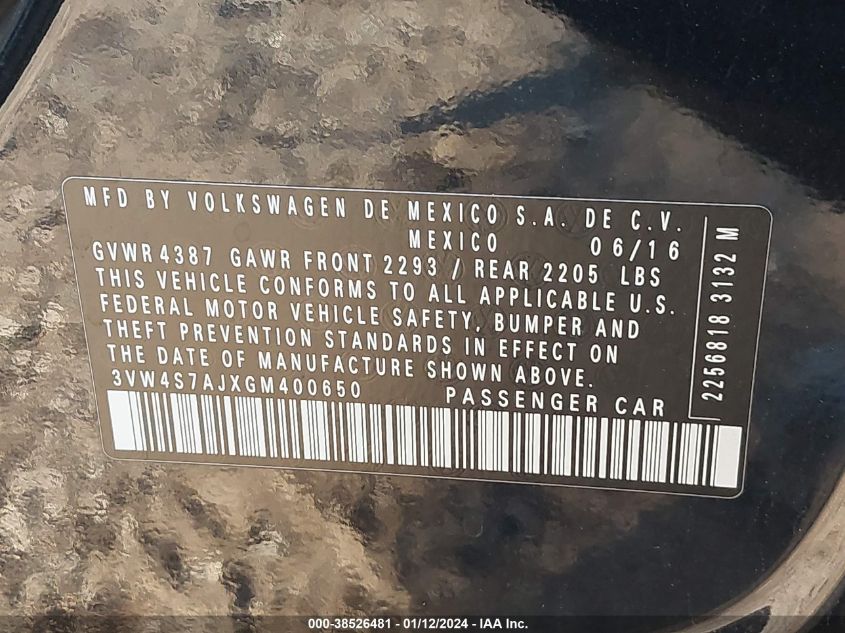 MFD BY VOLKSWAGEN DE MEXICO S.A. DE C.V.
MEXICO 06/16
GVWR 4387 GAWR FRONT 2293 / REAR 2205 LBS
THIS VEHICLE CONFORMS TO ALL APPLICABLE U.S.
FEDERAL MOTOR VEHICLE SAFETY, BUMPER AND
THEFT PREVENTION STANDARDS IN EFFECT ON
THE DATE OF MANUFACTURE SHOWN ABOVE.
3VW4S7AJXGM400650 PASSENGER CAR
2256818 3132 M
000-38526481 - 01/12/2024 - IAA Inc.